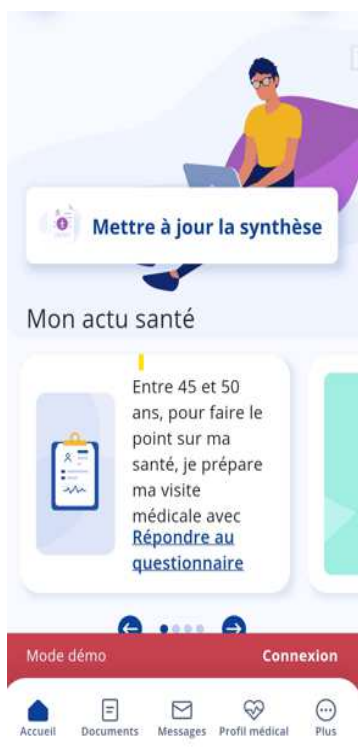 Mettre à jour la synthèse
Mon actu santé
Entre 45 et 50
ans, pour faire le
point sur ma
santé, je prépare
ma visite
médicale avec
Répondre au
questionnaire
Mode démo Connexion
Accueil Documents Messages Profil médical Plus